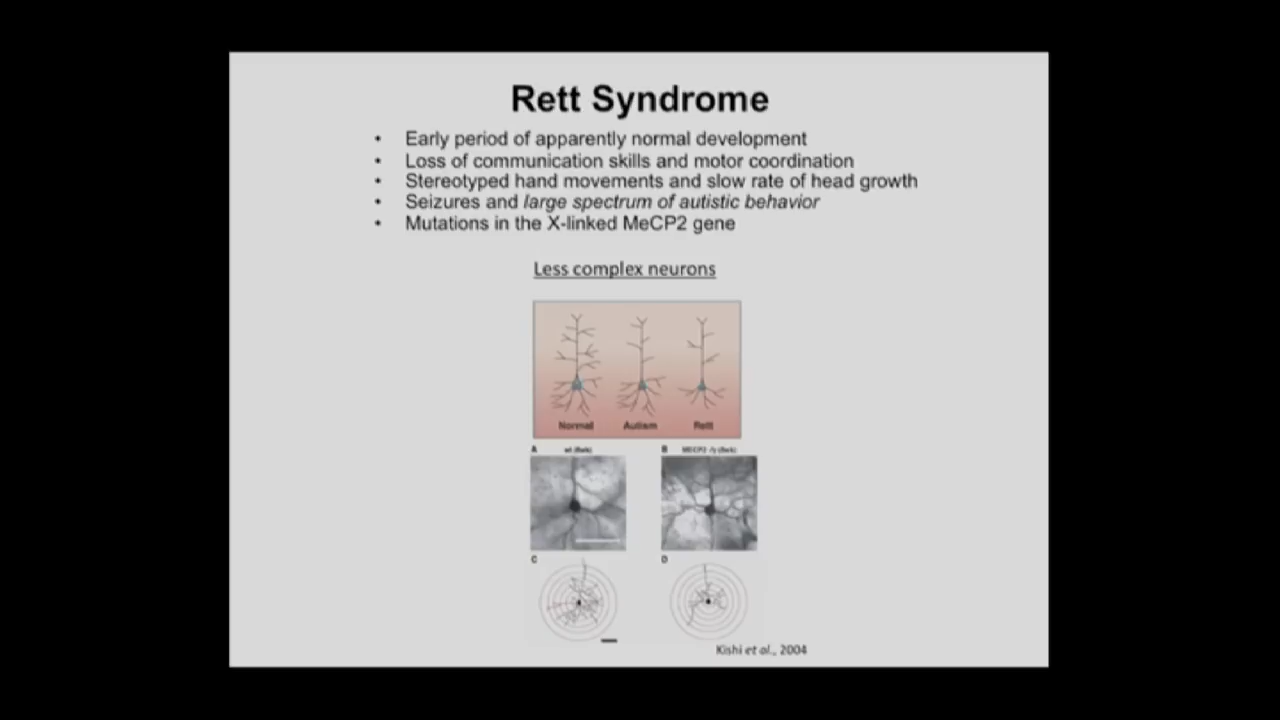 Rett Syndrome
• Early period of apparently normal development
• Loss of communication skills and motor coordination
• Stereotyped hand movements and slow rate of head growth
• Seizures and large spectrum of autistic behavior
• Mutations in the X-linked MeCP2 gene
Less complex neurons
Normal Autism Rett
A B
C D
Kishi et al., 2004